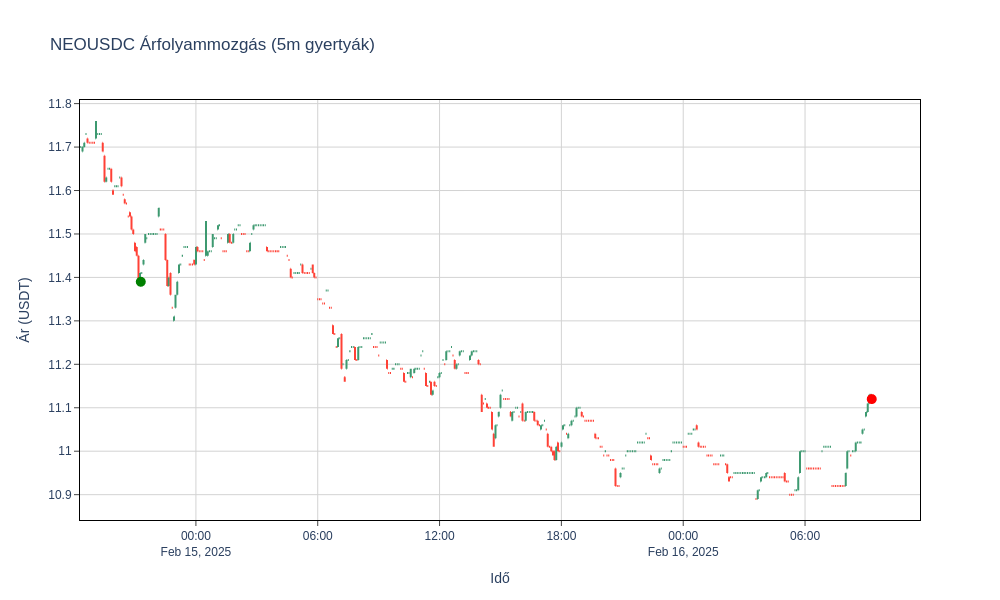 NEOUSDC Árfolyammozgás (5m gyertyák)
11.8
11.7
11.6
11.5
11.4
11.3
11.2
11.1
11
10.9
Ár (USDT)
00:00 06:00 12:00 18:00 00:00 06:00
Feb 15, 2025 Feb 16, 2025
Idő